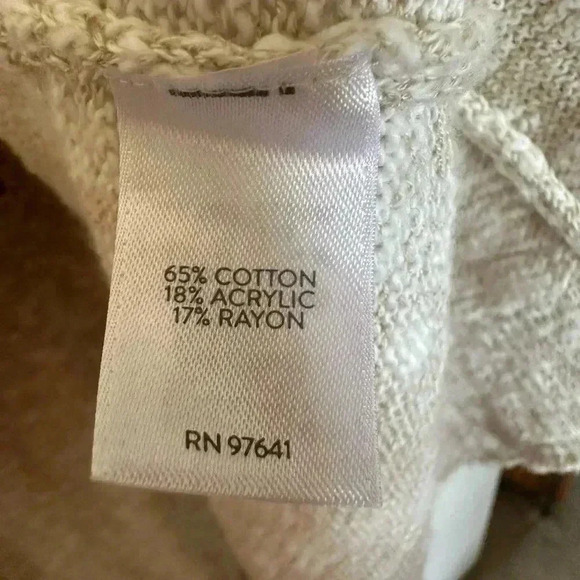 65% COTTON
18% ACRYLIC
17% RAYON
RN 97641